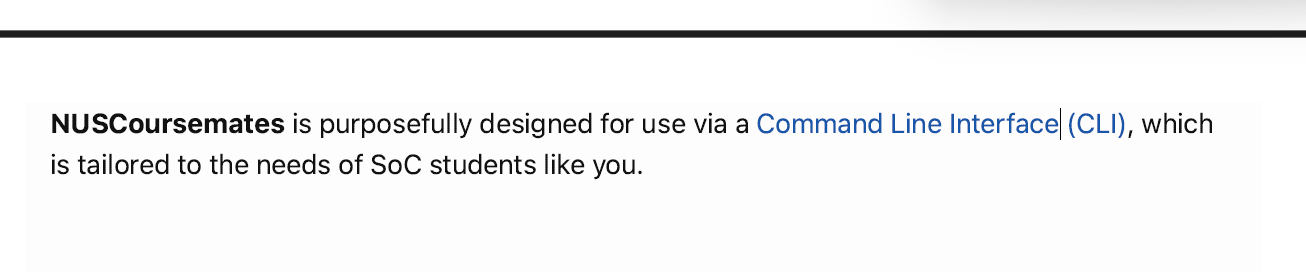 NUSCoursemates is purposefully designed for use via a Command Line Interface (CLI), which
is tailored to the needs of SoC students like you.